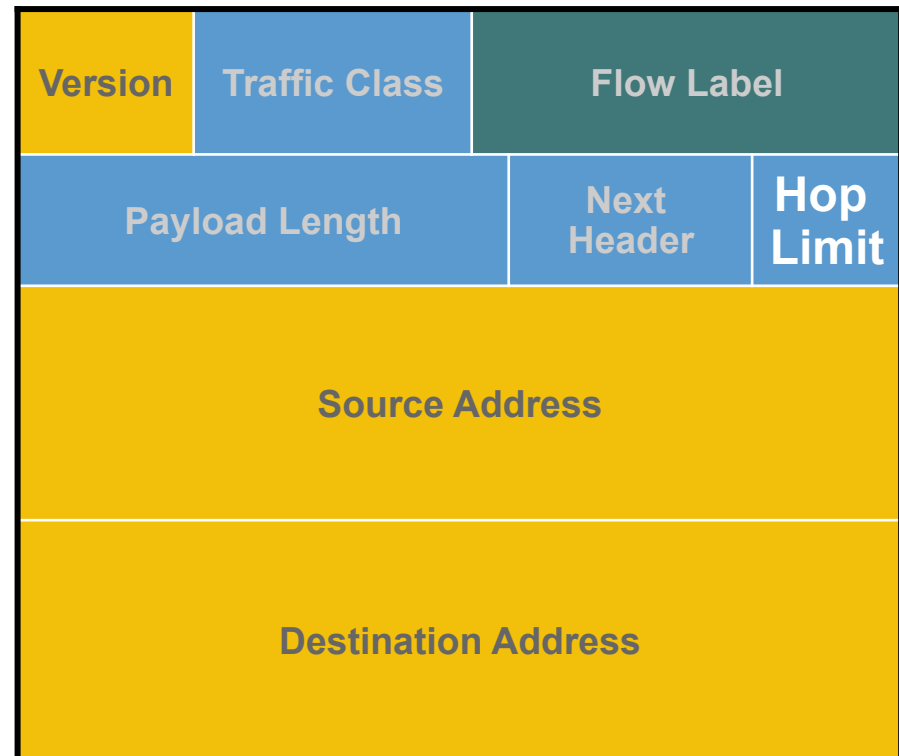 Version
Traffic Class
Flow Label
Payload Length
Next
Header
Hop
Limit
Source Address
Destination Address